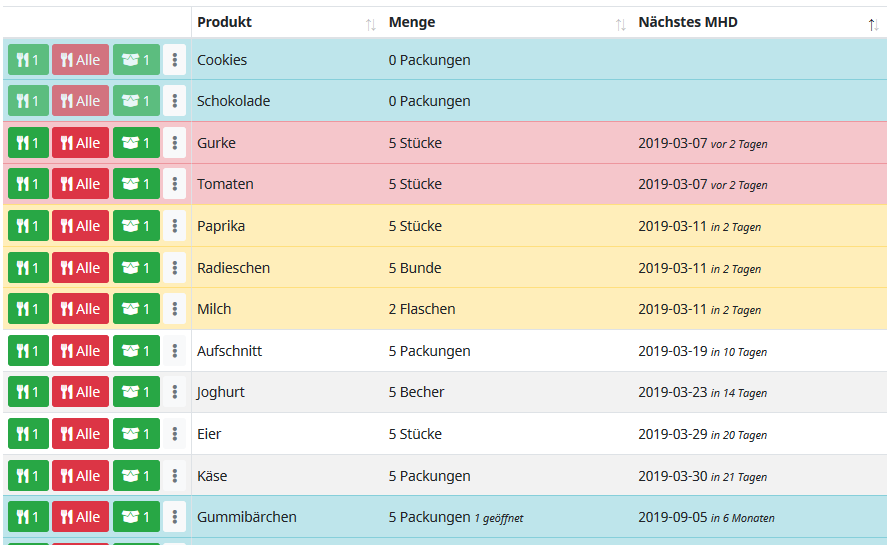 Produkt Menge Nächstes MHD
1 Alle 1 Cookies 0 Packungen
1 Alle 1 Schokolade 0 Packungen
1 Alle 1 Gurke 5 Stücke 2019-03-07 vor 2 Tagen
1 Alle 1 Tomaten 5 Stücke 2019-03-07 vor 2 Tagen
1 Alle 1 Paprika 5 Stücke 2019-03-11 in 2 Tagen
1 Alle 1 Radieschen 5 Bunde 2019-03-11 in 2 Tagen
1 Alle 1 Milch 2 Flaschen 2019-03-11 in 2 Tagen
1 Alle 1 Aufschnitt 5 Packungen 2019-03-19 in 10 Tagen
1 Alle 1 Joghurt 5 Becher 2019-03-23 in 14 Tagen
1 Alle 1 Eier 5 Stücke 2019-03-29 in 20 Tagen
1 Alle 1 Käse 5 Packungen 2019-03-30 in 21 Tagen
1 Alle 1 Gummibärchen 5 Packungen 1 geöffnet 2019-09-05 in 6 Monaten